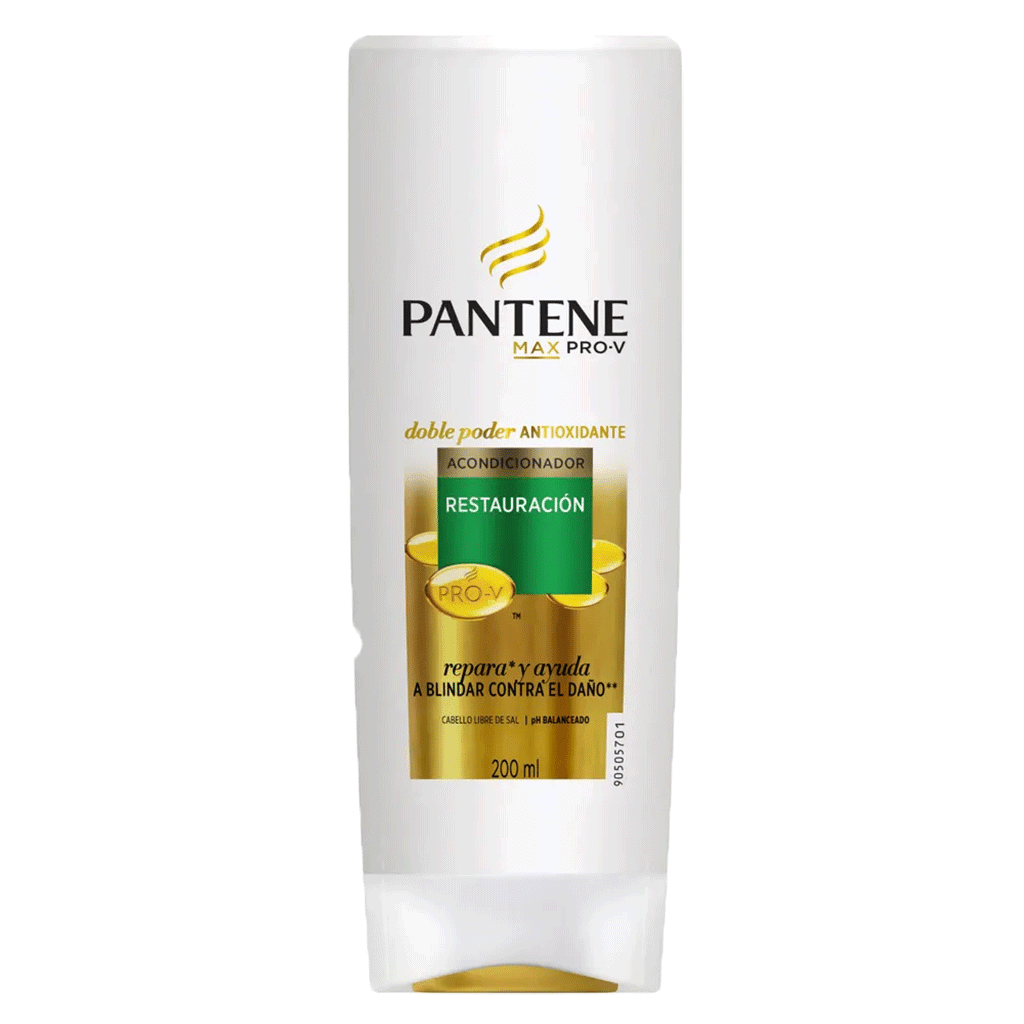 PANTENE
MAX PRO-V
doble poder ANTIOXIDANTE
ACONDICIONADOR
RESTAURACIÓN
PRO-V
TM
repara* y ayuda
A BLINDAR CONTRA EL DAÑO**
CABELLO LIBRE DE SAL | pH BALANCEADO
200 ml
90505701